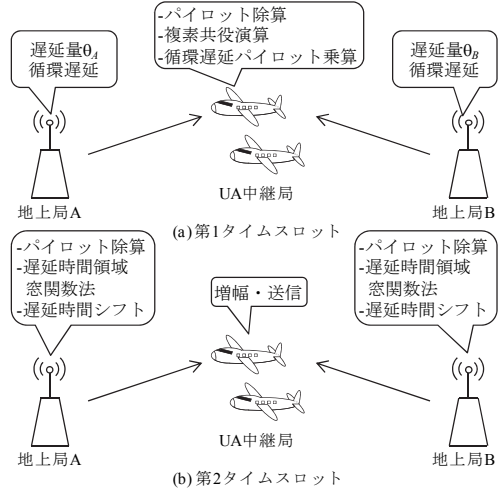 -パイロット除算
-複素共役演算
-循環遅延パイロット乗算
遅延量θA
循環遅延
遅延量θB
循環遅延
UA中継局
地上局A
地上局B
(a) 第1タイムスロット
-パイロット除算
-遅延時間領域
窓関数法
-遅延時間シフト
-パイロット除算
-遅延時間領域
窓関数法
-遅延時間シフト
増幅・送信
UA中継局
地上局A
地上局B
(b) 第2タイムスロット